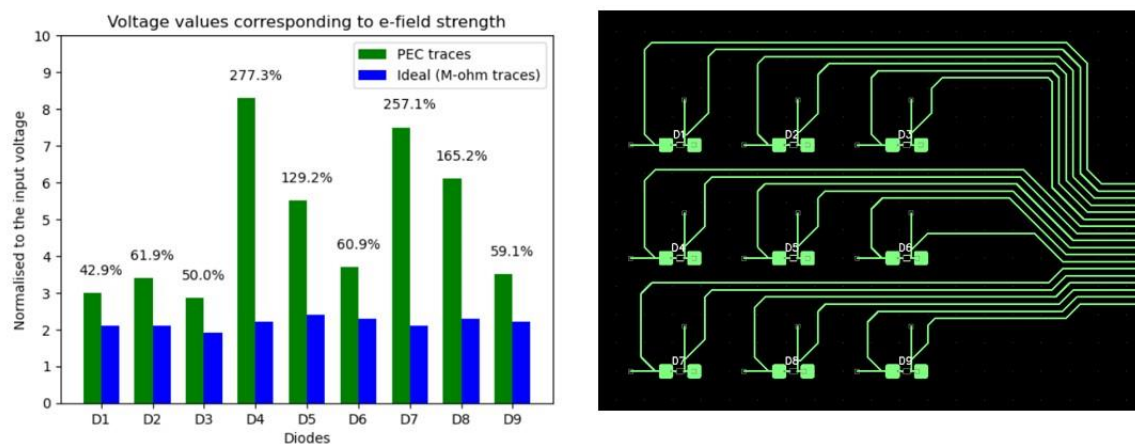 Voltage values corresponding to e-field strength
Normalised to the input voltage
10
9
8
7
6
5
4
3
2
1
0
PEC traces
Ideal (M-ohm traces)
42.9%
61.9%
50.0%
277.3%
129.2%
60.9%
257.1%
165.2%
59.1%
D1 D2 D3 D4 D5 D6 D7 D8 D9
Diodes
D1 D2 D3
D4 D5 D6
D7 D8 D9